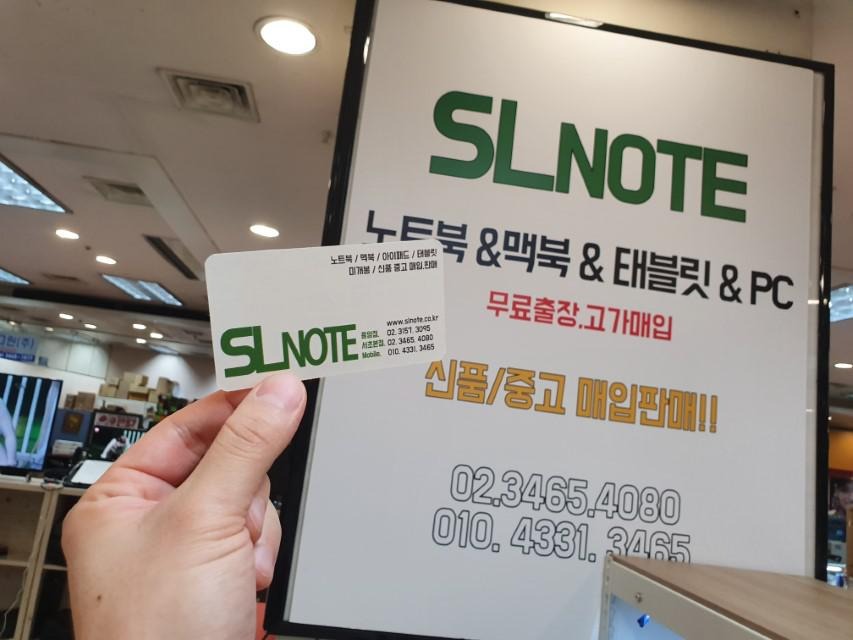 SLNOTE
노트북 &맥북 & 태블릿 & PC
무료출장.고가매입
신품/중고 매입판매!!
02.3465.4080
010. 4331. 3465
노트북 / 맥북 / 아이패드 / 태블릿
미개봉 / 신품 중고 매입.판매
www.slnote.co.kr
SLNOTE
02. 3157. 3095
서초본점. 02. 3465. 4080
Mobile. 010. 4331. 3465